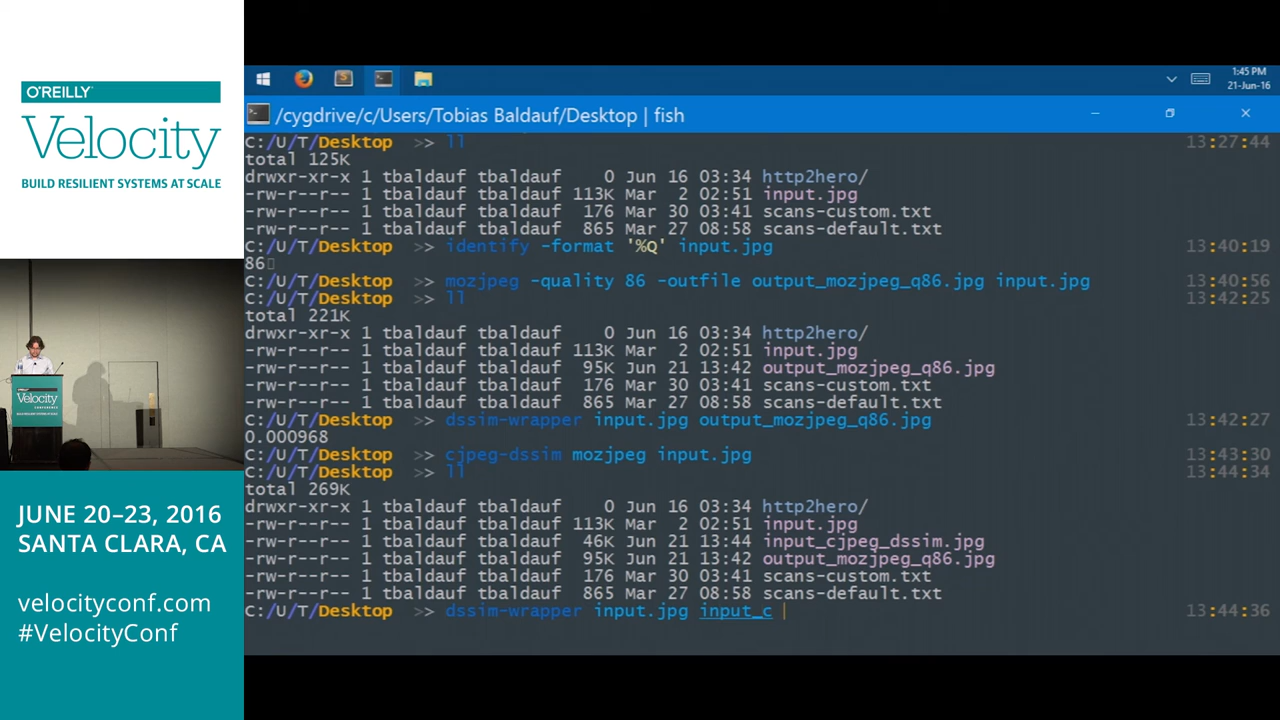 O'REILLY
Velocity
BUILD RESILIENT SYSTEMS AT SCALE
Velocity
CONFERENCE
JUNE 20–23, 2016
SANTA CLARA, CA
velocityconf.com
#VelocityConf
1:45 PM
21-Jun-16
/cygdrive/c/Users/Tobias Baldauf/Desktop | fish
C:/U/T/Desktop >> ll 13:27:44
total 125K
drwxr-xr-x 1 tbaldauf tbaldauf 0 Jun 16 03:34 http2hero/
-rw-r--r-- 1 tbaldauf tbaldauf 113K Mar 2 02:51 input.jpg
-rw-r--r-- 1 tbaldauf tbaldauf 176 Mar 30 03:41 scans-custom.txt
-rw-r--r-- 1 tbaldauf tbaldauf 865 Mar 27 08:58 scans-default.txt
C:/U/T/Desktop >> identify -format '%Q' input.jpg 13:40:19
86
C:/U/T/Desktop >> mozjpeg -quality 86 -outfile output_mozjpeg_q86.jpg input.jpg 13:40:56
C:/U/T/Desktop >> ll 13:42:25
total 221K
drwxr-xr-x 1 tbaldauf tbaldauf 0 Jun 16 03:34 http2hero/
-rw-r--r-- 1 tbaldauf tbaldauf 113K Mar 2 02:51 input.jpg
-rw-r--r-- 1 tbaldauf tbaldauf 95K Jun 21 13:42 output_mozjpeg_q86.jpg
-rw-r--r-- 1 tbaldauf tbaldauf 176 Mar 30 03:41 scans-custom.txt
-rw-r--r-- 1 tbaldauf tbaldauf 865 Mar 27 08:58 scans-default.txt
C:/U/T/Desktop >> dssim-wrapper input.jpg output_mozjpeg_q86.jpg 13:42:27
0.000968
C:/U/T/Desktop >> cjpeg-dssim mozjpeg input.jpg 13:43:30
C:/U/T/Desktop >> ll 13:44:34
total 269K
drwxr-xr-x 1 tbaldauf tbaldauf 0 Jun 16 03:34 http2hero/
-rw-r--r-- 1 tbaldauf tbaldauf 113K Mar 2 02:51 input.jpg
-rw-r--r-- 1 tbaldauf tbaldauf 46K Jun 21 13:44 input_cjpeg_dssim.jpg
-rw-r--r-- 1 tbaldauf tbaldauf 95K Jun 21 13:42 output_mozjpeg_q86.jpg
-rw-r--r-- 1 tbaldauf tbaldauf 176 Mar 30 03:41 scans-custom.txt
-rw-r--r-- 1 tbaldauf tbaldauf 865 Mar 27 08:58 scans-default.txt
C:/U/T/Desktop >> dssim-wrapper input.jpg input_c 13:44:36